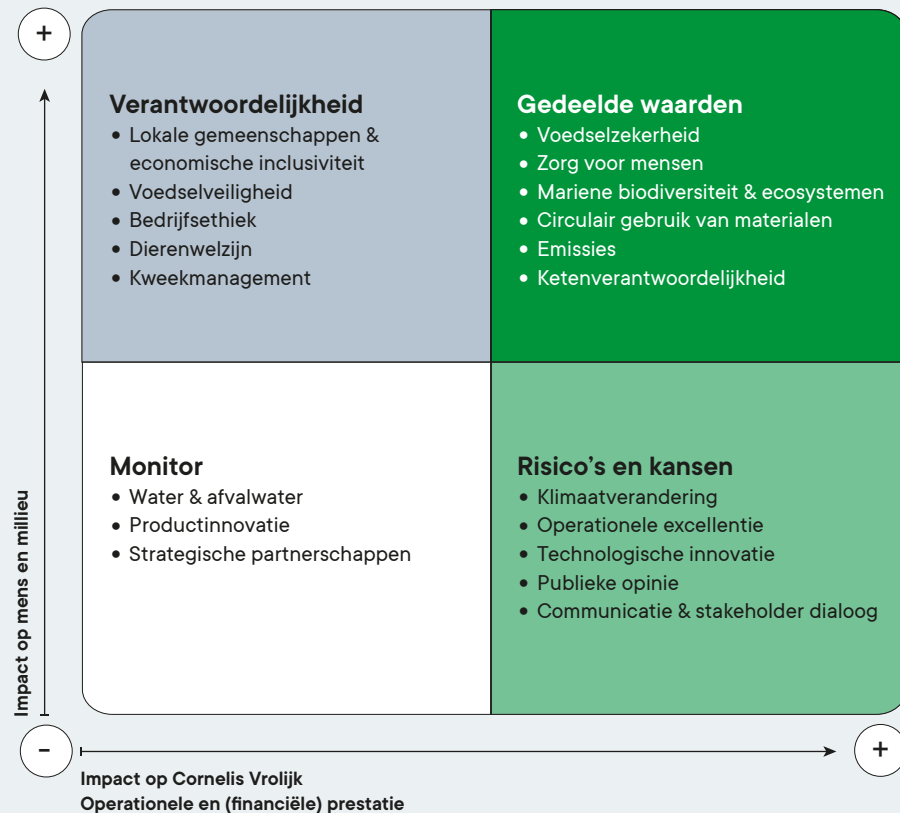 +
Verantwoordelijkheid
• Lokale gemeenschappen &
economische inclusiviteit
• Voedselveiligheid
• Bedrijfsethiek
• Dierenwelzijn
• Kweekmanagement
Gedeelde waarden
• Voedselzekerheid
• Zorg voor mensen
• Mariene biodiversiteit & ecosystemen
• Circulair gebruik van materialen
• Emissies
• Ketenverantwoordelijkheid
Monitor
• Water & afvalwater
• Productinnovatie
• Strategische partnerschappen
Risico's en kansen
• Klimaatverandering
• Operationele excellentie
• Technologische innovatie
• Publieke opinie
• Communicatie & stakeholder dialoog
Impact op mens en millieu
-
+
Impact op Cornelis Vrolijk
Operationele en (financiële) prestatie